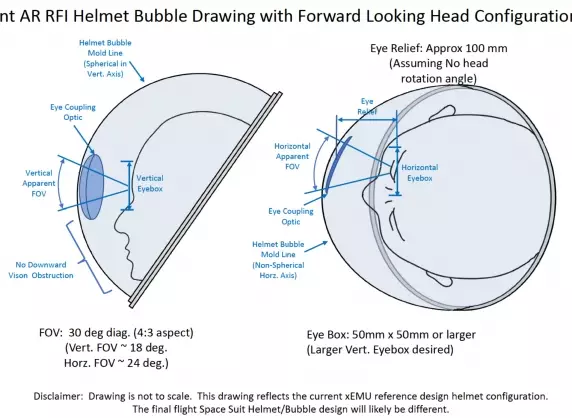 nt AR RFI Helmet Bubble Drawing with Forward Looking Head Configuration
Helmet Bubble
Mold Line
(Spherical in
Vert. Axis)
Eye Coupling
Optic
Vertical
Apparent
FOV
Vertical
Eyebox
No Downward
Vison Obstruction
FOV: 30 deg diag. (4:3 aspect)
(Vert. FOV ~ 18 deg.
Horz. FOV ~ 24 deg.)
Eye Relief: Approx 100 mm
(Assuming No head
rotation angle)
Eye
Relief
Horizontal
Apparent
FOV
Horizontal
Eyebox
Eye Coupling
Optic
Helmet Bubble
Mold Line
(Non-Spherical
Horz. Axis)
Eye Box: 50mm x 50mm or larger
(Larger Vert. Eyebox desired)
Disclaimer: Drawing is not to scale. This drawing reflects the current xEMU reference design helmet configuration.
The final flight Space Suit Helmet/Bubble design will likely be different.